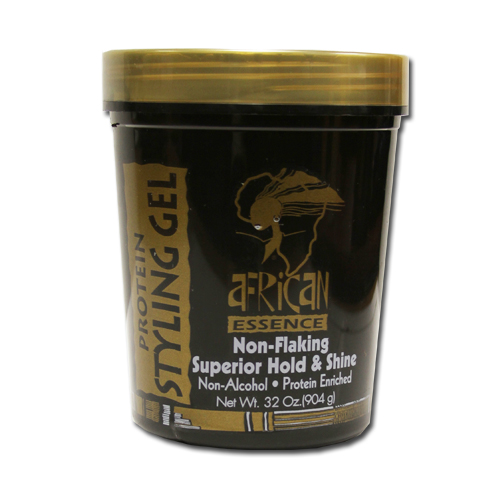 PROTEIN
STYLING GEL
AFRICAN
ESSENCE
Non-Flaking
Superior Hold & Shine
Non-Alcohol • Protein Enriched
Net Wt. 32 Oz.(904 g)